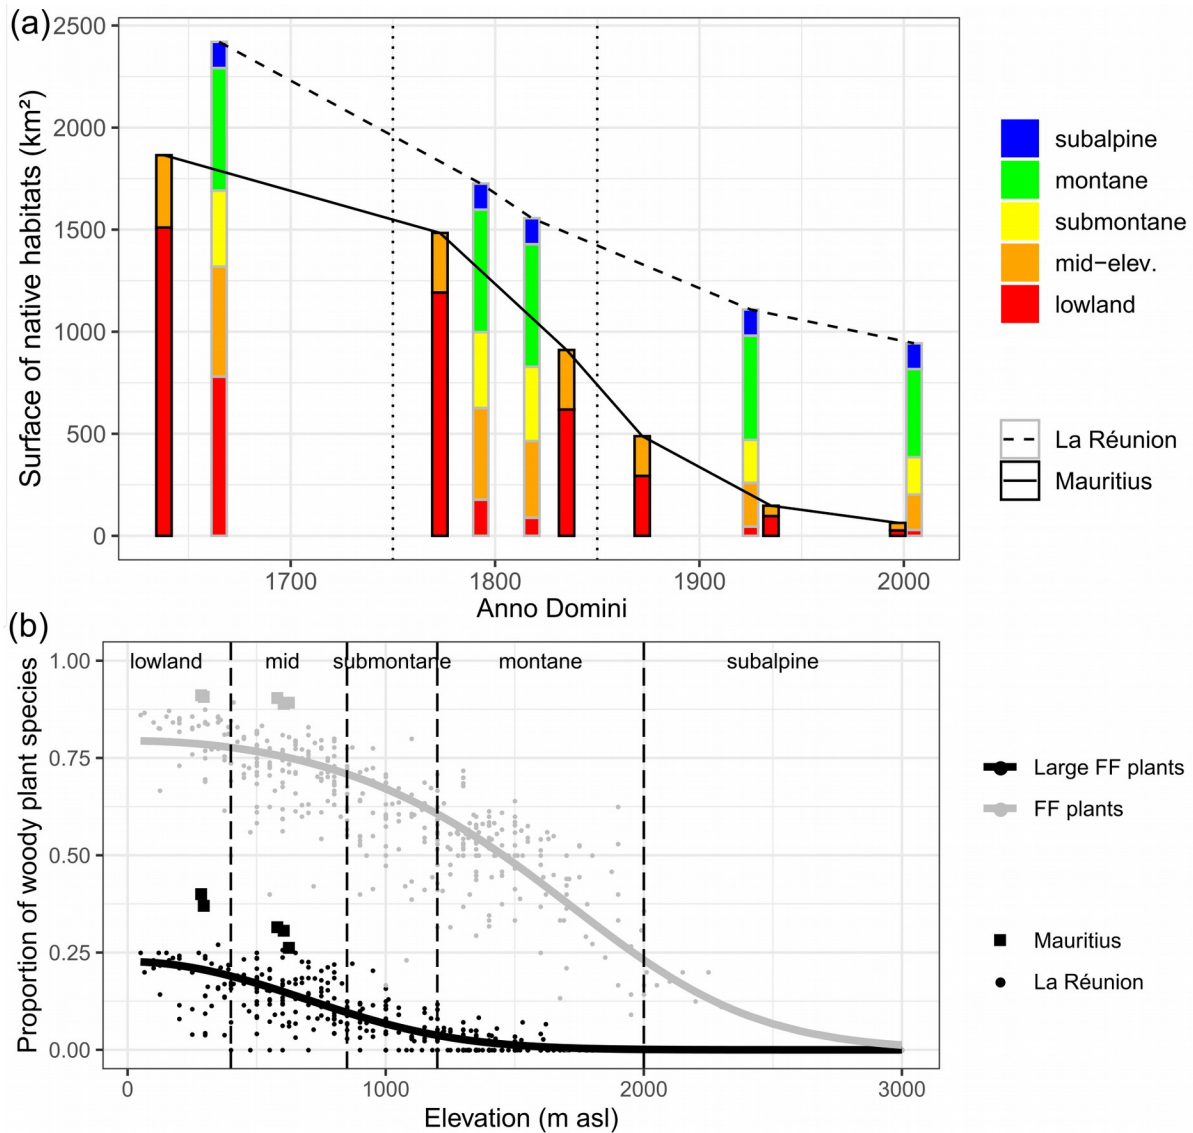 (a)
Surface of native habitats (km²)
2500
2000
1500
1000
500
0
1700
1800
1900
2000
Anno Domini
subalpine
montane
submontane
mid−elev.
lowland
La Réunion
Mauritius
(b)
Proportion of woody plant species
1.00
0.75
0.50
0.25
0.00
lowland
mid
submontane
montane
subalpine
0
1000
2000
3000
Elevation (m asl)
Large FF plants
FF plants
Mauritius
La Réunion